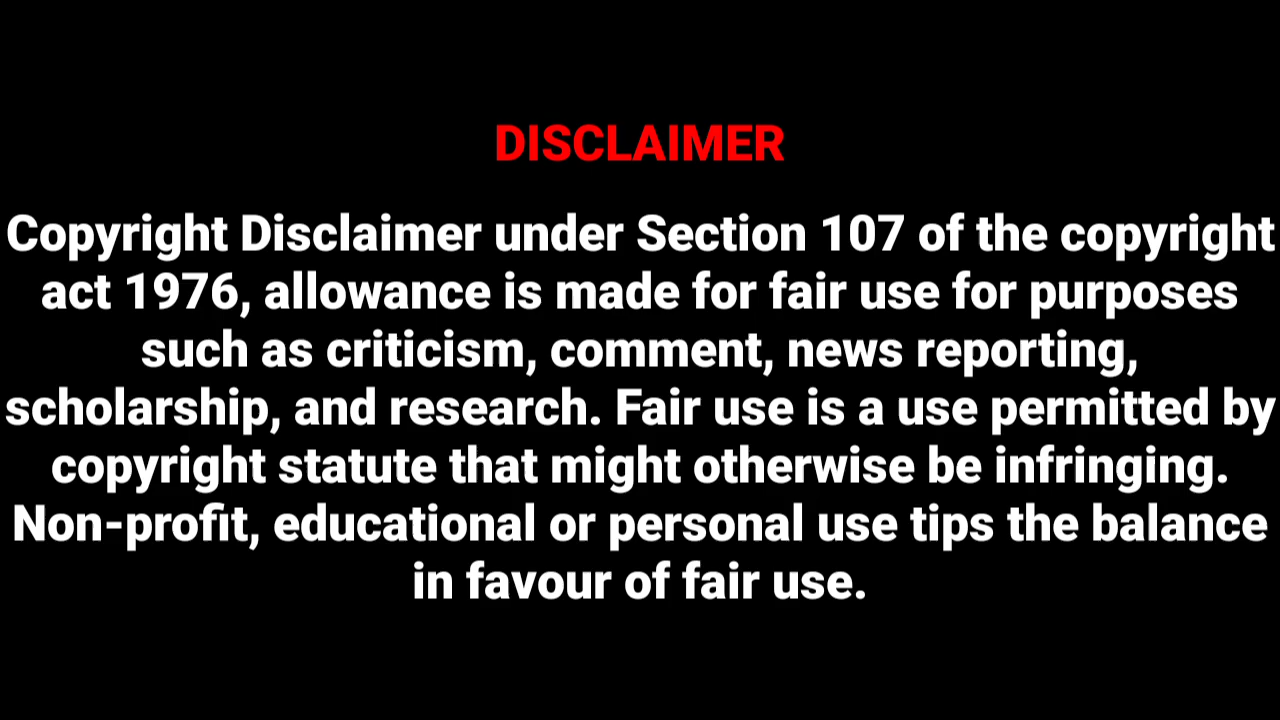 DISCLAIMER
Copyright Disclaimer under Section 107 of the copyright
act 1976, allowance is made for fair use for purposes
such as criticism, comment, news reporting,
scholarship, and research. Fair use is a use permitted by
copyright statute that might otherwise be infringing.
Non-profit, educational or personal use tips the balance
in favour of fair use.